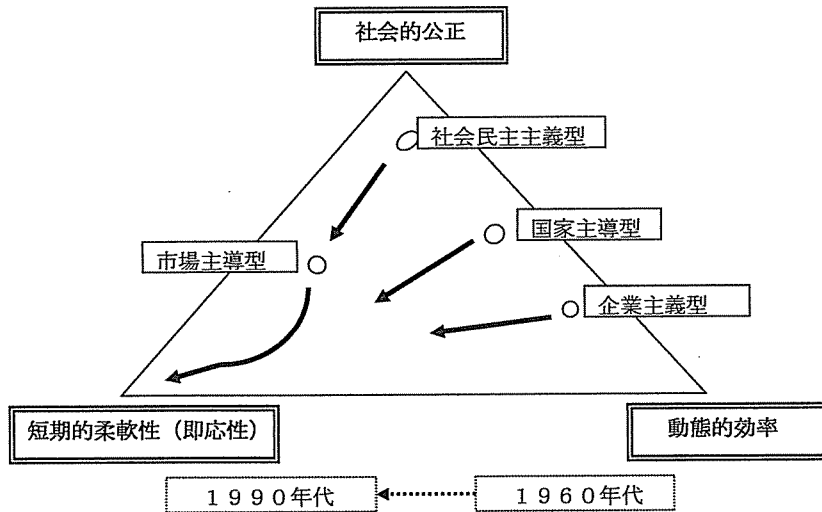 社会的公正
社会民主主義型
国家主導型
市場主導型
企業主義型
短期的柔軟性（即応性）
動態的効率
１９９０年代
１９６０年代